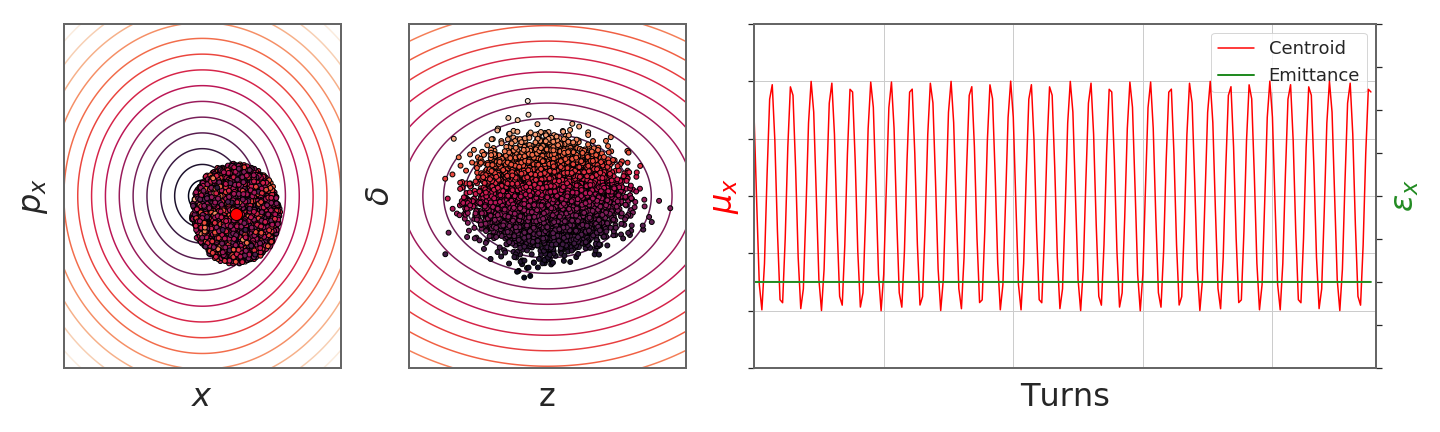 p_x
x
δ
z
μ_x
Centroid
Emittance
ε_x
Turns